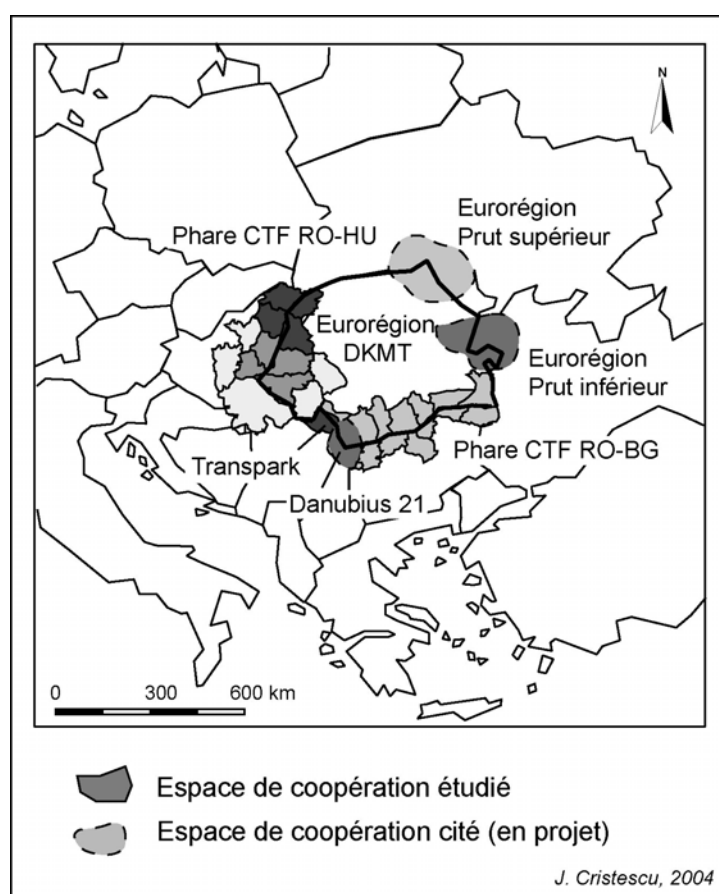 N
Eurorégion
Prut supérieur
Phare CTF RO-HU
Eurorégion
DKMT
Eurorégion
Prut inférieur
Transpark
Phare CTF RO-BG
Danubius 21
0 300 600 km
Espace de coopération étudié
Espace de coopération cité (en projet)
J. Cristescu, 2004